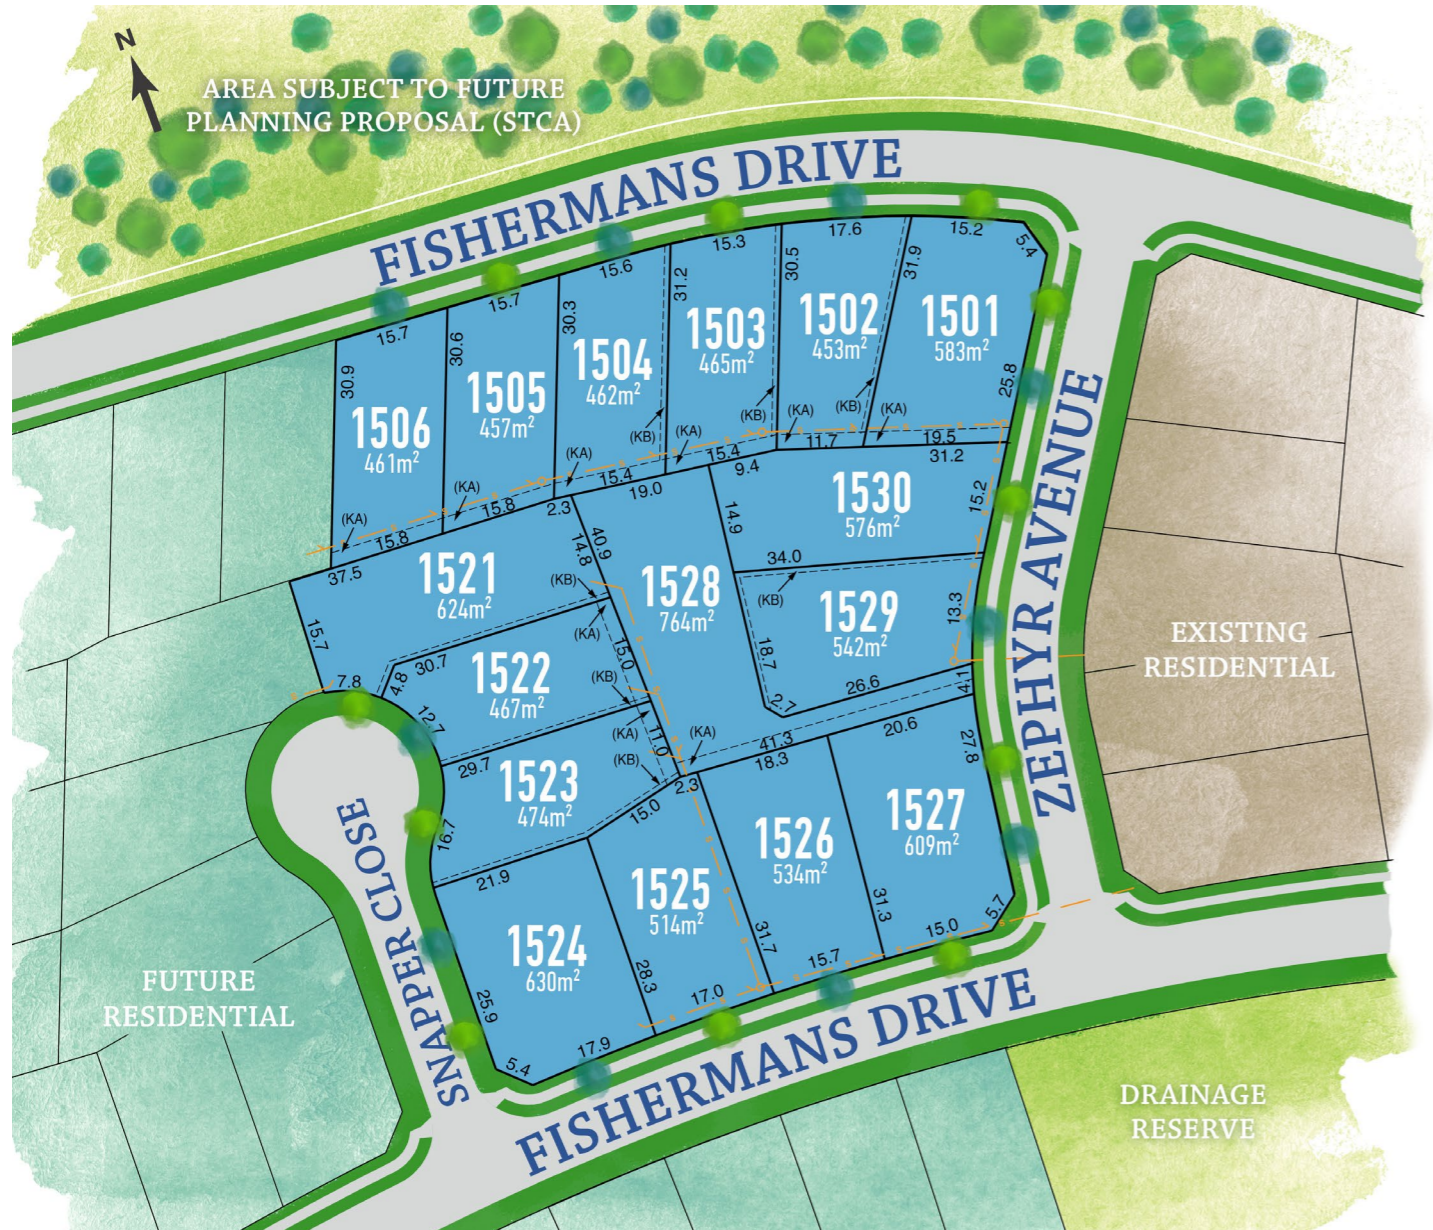 N
AREA SUBJECT TO FUTURE
PLANNING PROPOSAL (STCA)
FISHERMANS DRIVE
15.7
15.7
15.6
15.3
17.6
15.2
5.4
30.9
30.6
30.3
31.2
30.5
31.9
25.8
1506
461m²
1505
457m²
1504
462m²
1503
465m²
1502
453m²
1501
583m²
(KB)
(KB)
(KB)
(KA)
(KA)
(KA)
(KA)
(KA)
(KA)
15.8
15.8
15.4
15.4
11.7
19.5
37.5
2.3
19.0
9.4
31.2
1521
624m²
15.7
7.8
14.8
40.9
(KB)
1528
764m²
14.9
1530
576m²
15.2
34.0
(KB)
1529
542m²
13.3
18.7
2.7
26.6
4.1
4.8
30.7
(KA)
15.0
1522
467m²
12.7
(KB)
29.7
(KA)
11.0
(KB)
(KA)
1523
474m²
16.7
15.0
2.3
41.3
18.3
20.6
27.8
21.9
1524
630m²
25.9
5.4
17.9
28.3
1525
514m²
17.0
31.7
1526
534m²
15.7
31.3
1527
609m²
15.0
5.7
ZEPHYR AVENUE
EXISTING
RESIDENTIAL
SNAPPER CLOSE
FUTURE
RESIDENTIAL
FISHERMANS DRIVE
DRAINAGE
RESERVE